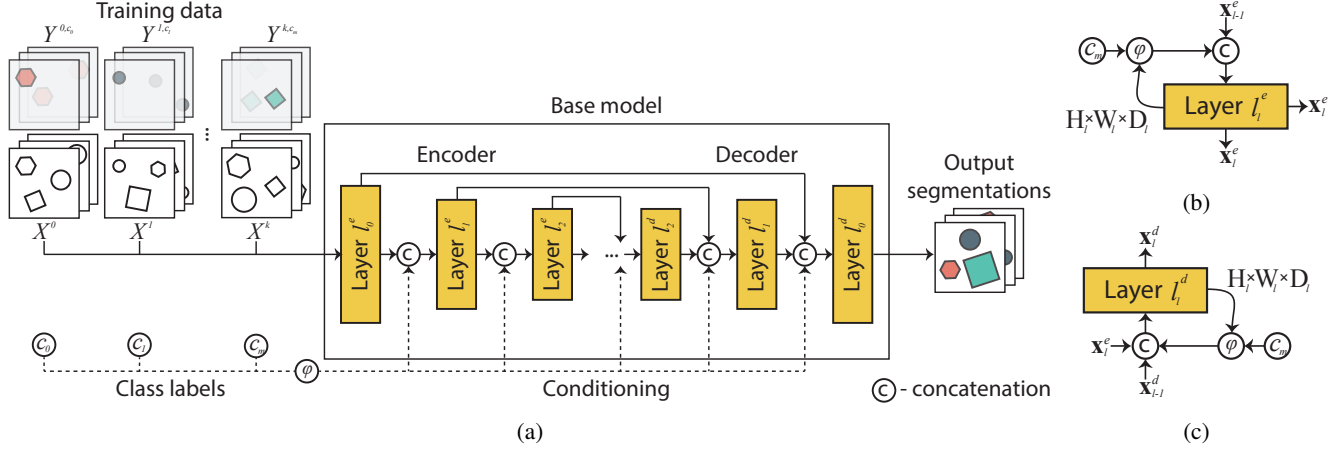 Training data
Y^{0,c_0} Y^{1,c_1} Y^{k,c_m}
...
X^0 X^1 X^k
Base model
Encoder Decoder
Layer l_0^e
Layer l_1^e
Layer l_2^e
...
Layer l_2^d
Layer l_1^d
Layer l_0^d
C C C C
Output
segmentations
c_0 c_1 c_m φ
Class labels
Conditioning
C - concatenation
(a)
x_{l-1}^e
c_m φ C
Layer l_l^e
x_l^e
H_l×W_l×D_l
x_l^e
(b)
x_l^d
Layer l_l^d
H_l×W_l×D_l
x_l^e C φ c_m
x_{l-1}^d
(c)